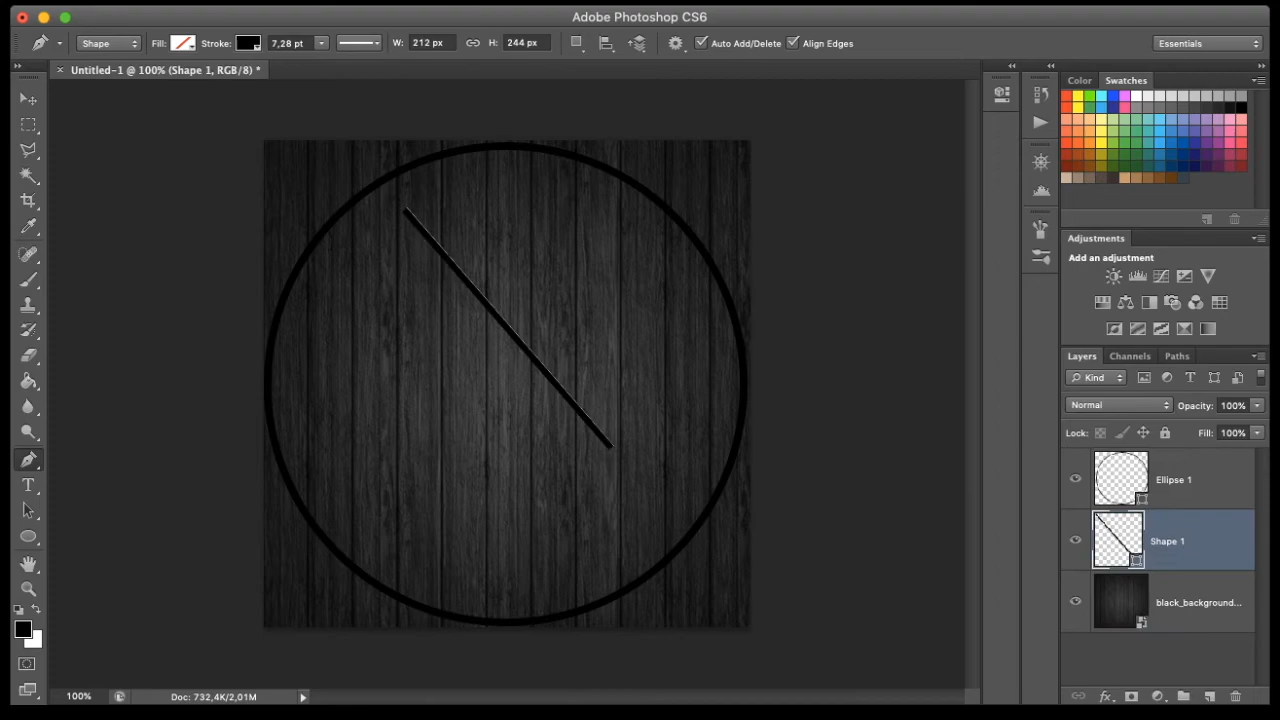 Adobe Photoshop CS6
Shape Fill: Stroke: 7,28 pt W: 212 px H: 244 px Auto Add/Delete Align Edges Essentials
Untitled-1 @ 100% (Shape 1, RGB/8) *
Color Swatches
Adjustments
Add an adjustment
Layers Channels Paths
Kind
Normal Opacity: 100%
Lock: Fill: 100%
Ellipse 1
Shape 1
black_background...
100% Doc: 732,4K/2,01M